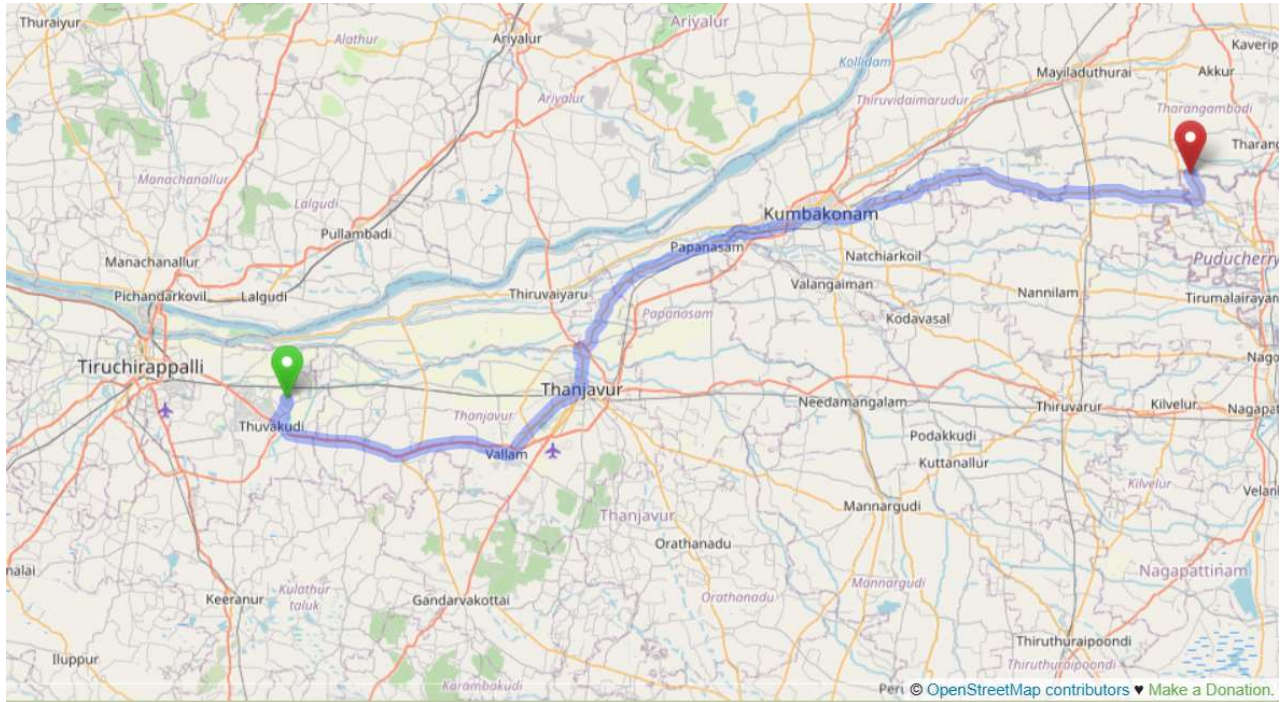 Thuraiyur
Ariyalur
Alathur
Ariyalur
Kaverip
Kollidam
Mayiladuthurai
Akkur
Ariyalur
Thiruvidaimarudur
Tharangambadi
Tharang
Manachanallur
Lalgudi
Kumbakonam
Pullambadi
Papanasam
Natchiarkoil
Manachanallur
Puducherry
Valangaiman
Pichandarkovil
Lalgudi
Thiruvaiyaru
Nannilam
Tirumalairayan
Papanasam
Kodavasal
Nago
Tiruchirappalli
Thanjavur
Needamangalam
Thiruvarur
Kilvelur
Nagapa
Thanjavur
Thuvakudi
Podakkudi
Vallam
Kuttanallur
Kilvelur
Velan
Mannargudi
Thanjavur
Orathanadu
nalai
Kulathur
taluk
Mannargudi
Nagapattinam
Keeranur
Gandarvakottai
Orathanadu
Thiruthuraipoondi
Iluppur
Thiruthuraipoondi
Karambakudi
Peru
© OpenStreetMap contributors ♥ Make a Donation.